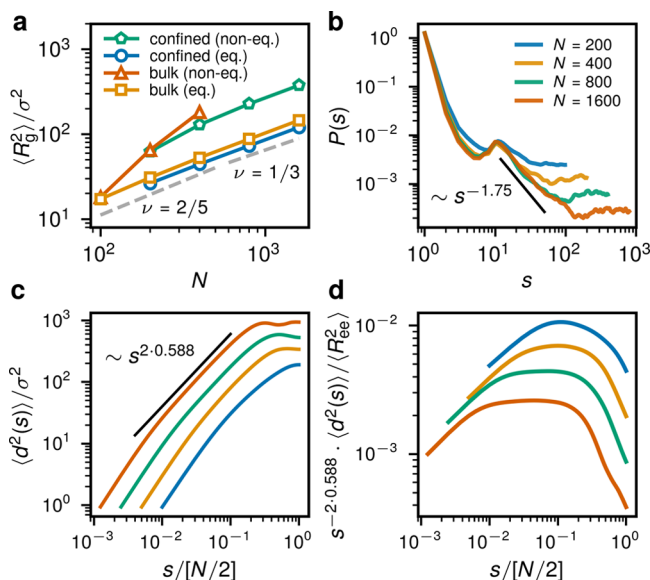 a
confined (non-eq.)
confined (eq.)
bulk (non-eq.)
bulk (eq.)
ν = 2/5
ν = 1/3
10³
10²
10¹
10² 10³
⟨R_g²⟩/σ²
N
b
N = 200
N = 400
N = 800
N = 1600
~ s^−1.75
10⁰
10⁻¹
10⁻²
10⁻³
10⁰ 10¹ 10² 10³
P(s)
s
c
~ s^2·0.588
10³
10²
10¹
10⁰
10⁻³ 10⁻² 10⁻¹ 10⁰
⟨d²(s)⟩/σ²
s/[N/2]
d
10⁻²
10⁻³
10⁻³ 10⁻² 10⁻¹ 10⁰
s^−2·0.588 · ⟨d²(s)⟩/⟨R_ee²⟩
s/[N/2]